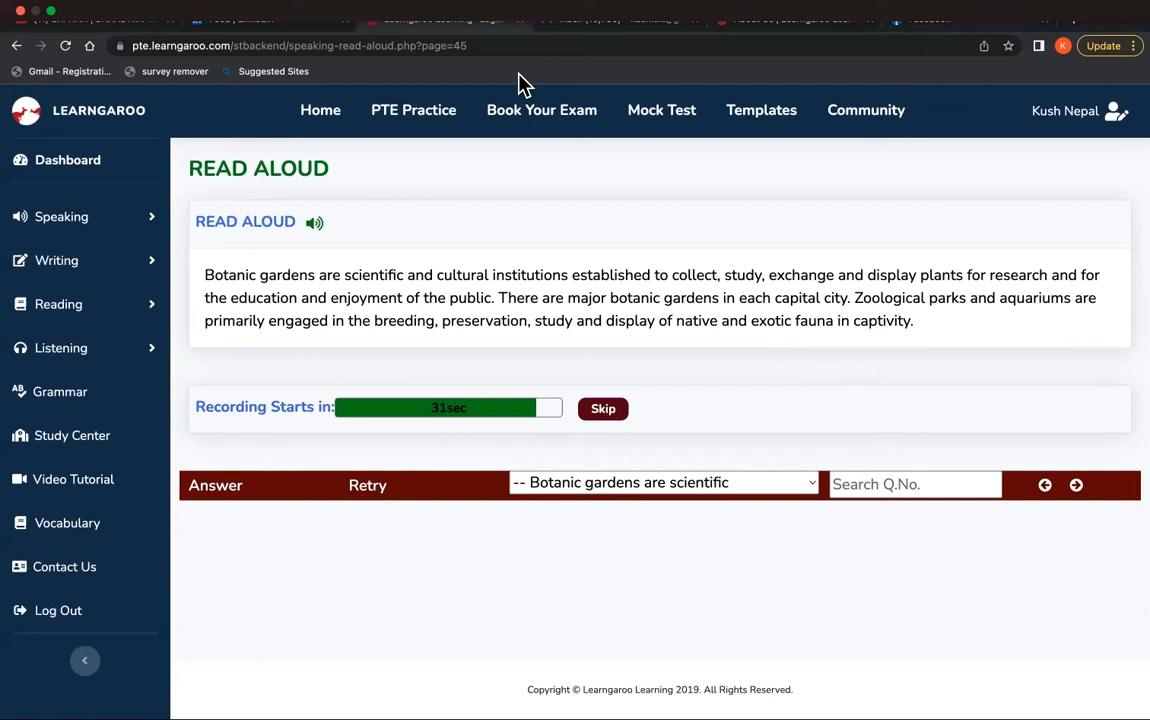 pte.learngaroo.com/stbackend/speaking-read-aloud.php?page=45
K
Update
Gmail - Registrati...
survey remover
Suggested Sites
LEARNGAROO
Home
PTE Practice
Book Your Exam
Mock Test
Templates
Community
Kush Nepal
Dashboard
Speaking
Writing
Reading
Listening
Grammar
Study Center
Video Tutorial
Vocabulary
Contact Us
Log Out
READ ALOUD
READ ALOUD
Botanic gardens are scientific and cultural institutions established to collect, study, exchange and display plants for research and for
the education and enjoyment of the public. There are major botanic gardens in each capital city. Zoological parks and aquariums are
primarily engaged in the breeding, preservation, study and display of native and exotic fauna in captivity.
Recording Starts in:
31sec
Skip
Answer
Retry
-- Botanic gardens are scientific
Search Q.No.
Copyright © Learngaroo Learning 2019. All Rights Reserved.